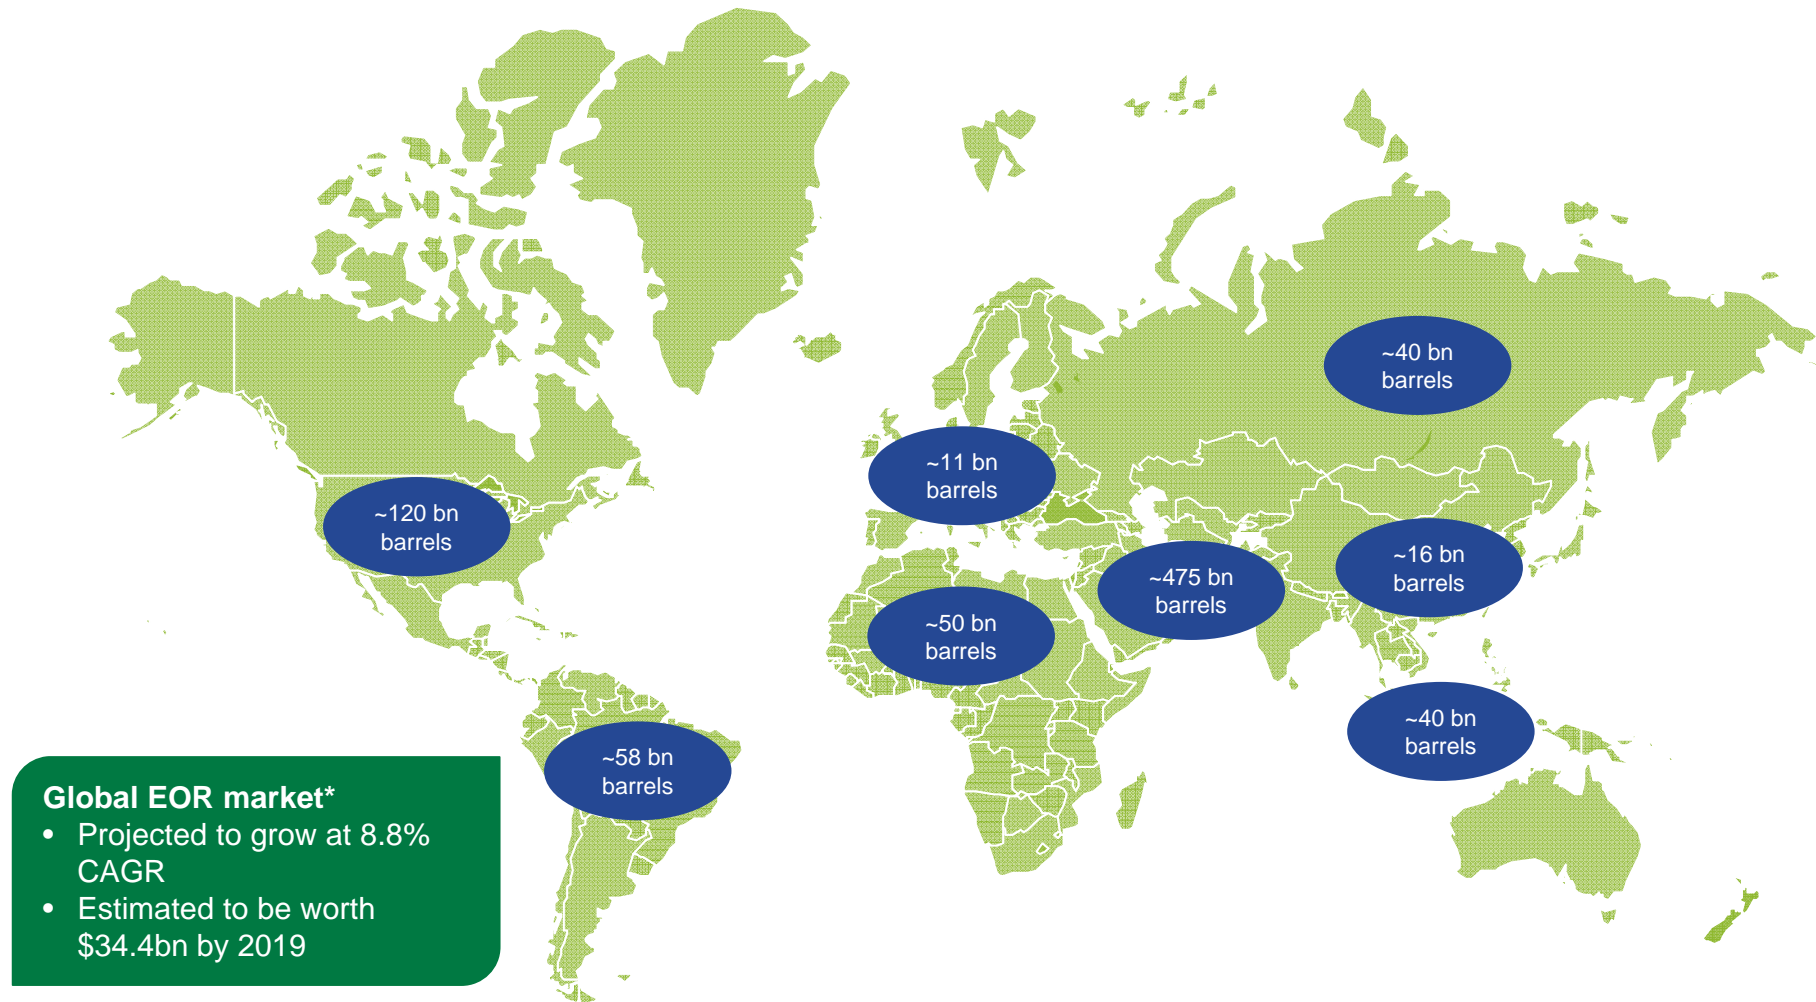 ~40 bn
barrels
~11 bn
barrels
~120 bn
barrels
~16 bn
barrels
~475 bn
barrels
~50 bn
barrels
~40 bn
barrels
~58 bn
barrels
Global EOR market*
• Projected to grow at 8.8%
CAGR
• Estimated to be worth
$34.4bn by 2019